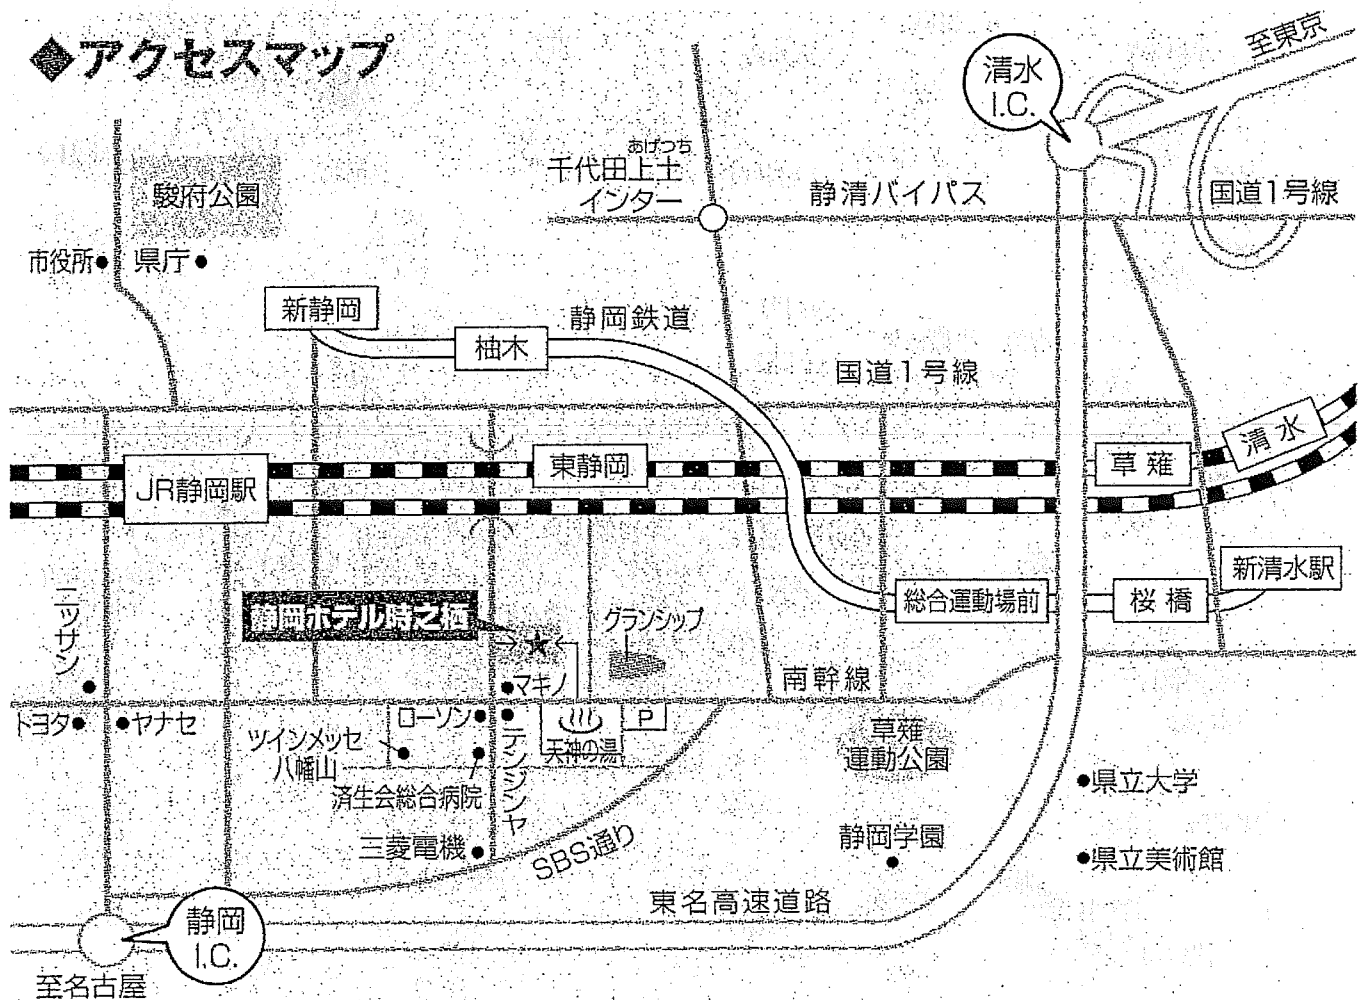 ◆アクセスマップ
至東京
清水
I.C.
あげつち
千代田上土
インター
静清バイパス
国道1号線
駿府公園
市役所
県庁
新静岡
柚木
静岡鉄道
国道1号線
JR静岡駅
東静岡
草薙
清水
ニッサン
静岡ホテル時之栖
グランシップ
総合運動場前
桜橋
新清水駅
マキノ
南幹線
トヨタ
ヤナセ
ローソン
天神の湯
P
ツインメッセ
八幡山
済生会総合病院
デンジシャ
草薙
運動公園
県立大学
三菱電機
SBS通り
静岡学園
県立美術館
東名高速道路
静岡
I.C.
至名古屋